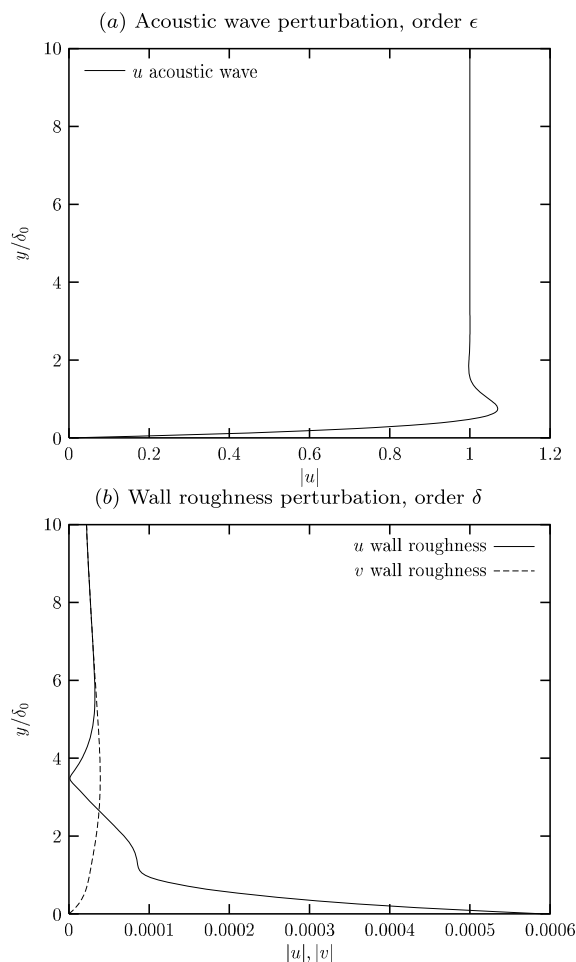 (a) Acoustic wave perturbation, order ϵ
10
u acoustic wave
8
6
y/δ₀
4
2
0
0 0.2 0.4 0.6 0.8 1 1.2
|u|
(b) Wall roughness perturbation, order δ
10
u wall roughness
v wall roughness
8
6
y/δ₀
4
2
0
0 0.0001 0.0002 0.0003 0.0004 0.0005 0.0006
|u|, |v|